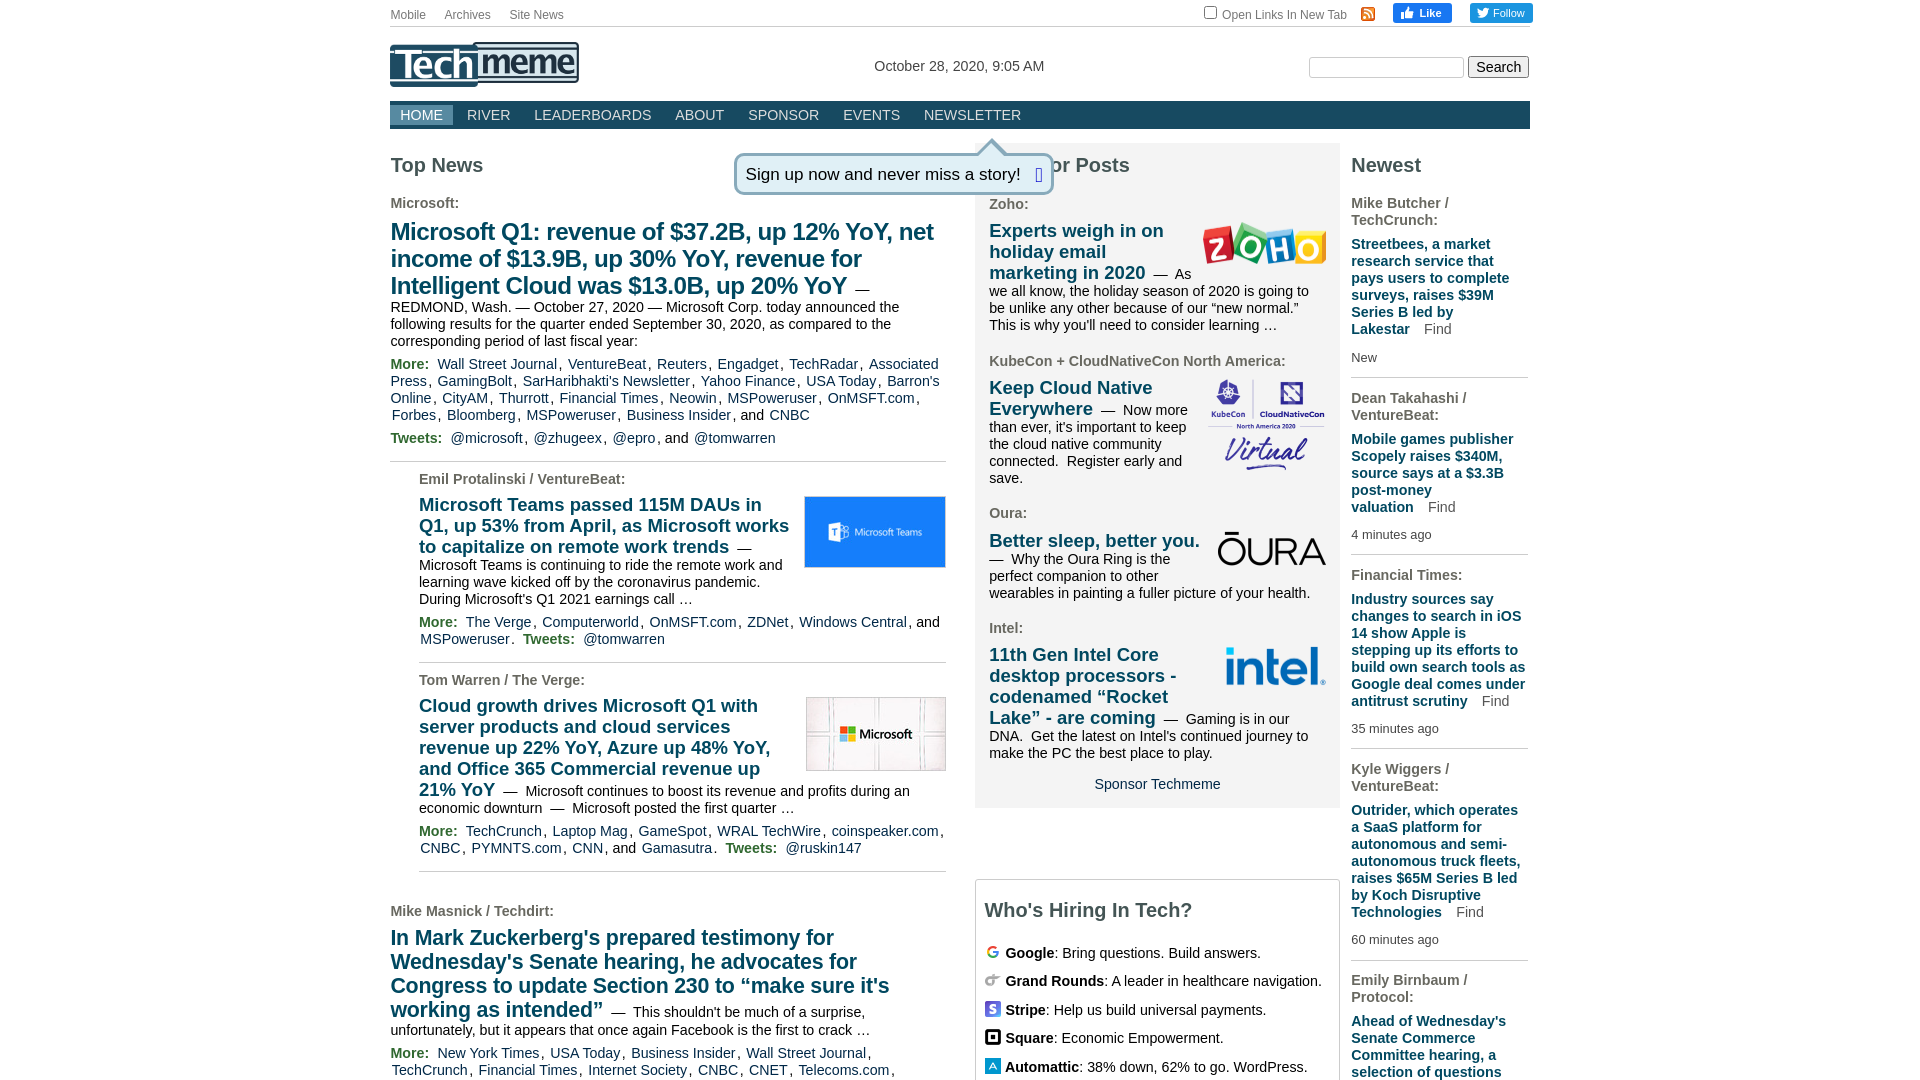 Mobile Archives Site News
Open Links In New Tab Like Follow
Techmeme
October 28, 2020, 9:05 AM
Search
HOME RIVER LEADERBOARDS ABOUT SPONSOR EVENTS NEWSLETTER
Sign up now and never miss a story!
Top News
Microsoft:
Microsoft Q1: revenue of $37.2B, up 12% YoY, net
income of $13.9B, up 30% YoY, revenue for
Intelligent Cloud was $13.0B, up 20% YoY —
REDMOND, Wash. — October 27, 2020 — Microsoft Corp. today announced the
following results for the quarter ended September 30, 2020, as compared to the
corresponding period of last fiscal year:
More: Wall Street Journal, VentureBeat, Reuters, Engadget, TechRadar, Associated
Press, GamingBolt, SarHaribhakti's Newsletter, Yahoo Finance, USA Today, Barron's
Online, CityAM, Thurrott, Financial Times, Neowin, MSPoweruser, OnMSFT.com,
Forbes, Bloomberg, MSPoweruser, Business Insider, and CNBC
Tweets: @microsoft, @zhugeex, @epro, and @tomwarren
Emil Protalinski / VentureBeat:
Microsoft Teams passed 115M DAUs in
Q1, up 53% from April, as Microsoft works
to capitalize on remote work trends —
Microsoft Teams is continuing to ride the remote work and
learning wave kicked off by the coronavirus pandemic.
During Microsoft's Q1 2021 earnings call …
Microsoft Teams
More: The Verge, Computerworld, OnMSFT.com, ZDNet, Windows Central, and
MSPoweruser. Tweets: @tomwarren
Tom Warren / The Verge:
Cloud growth drives Microsoft Q1 with
server products and cloud services
revenue up 22% YoY, Azure up 48% YoY,
and Office 365 Commercial revenue up
21% YoY — Microsoft continues to boost its revenue and profits during an
economic downturn — Microsoft posted the first quarter …
Microsoft
More: TechCrunch, Laptop Mag, GameSpot, WRAL TechWire, coinspeaker.com,
CNBC, PYMNTS.com, CNN, and Gamasutra. Tweets: @ruskin147
Mike Masnick / Techdirt:
In Mark Zuckerberg's prepared testimony for
Wednesday's Senate hearing, he advocates for
Congress to update Section 230 to “make sure it's
working as intended” — This shouldn't be much of a surprise,
unfortunately, but it appears that once again Facebook is the first to crack …
More: New York Times, USA Today, Business Insider, Wall Street Journal,
TechCrunch, Financial Times, Internet Society, CNBC, CNET, Telecoms.com,
or Posts
Zoho:
Experts weigh in on
holiday email
marketing in 2020 — As
we all know, the holiday season of 2020 is going to
be unlike any other because of our “new normal.”
This is why you'll need to consider learning …
ZOHO
KubeCon + CloudNativeCon North America:
Keep Cloud Native
Everywhere — Now more
than ever, it's important to keep
the cloud native community
connected. Register early and
save.
KubeCon CloudNativeCon
North America 2020
Virtual
Oura:
Better sleep, better you.
— Why the Oura Ring is the
perfect companion to other
wearables in painting a fuller picture of your health.
ŌURA
Intel:
11th Gen Intel Core
desktop processors -
codenamed “Rocket
Lake” - are coming — Gaming is in our
DNA. Get the latest on Intel's continued journey to
make the PC the best place to play.
intel.
Sponsor Techmeme
Who's Hiring In Tech?
Google: Bring questions. Build answers.
Grand Rounds: A leader in healthcare navigation.
Stripe: Help us build universal payments.
Square: Economic Empowerment.
Automattic: 38% down, 62% to go. WordPress.
Newest
Mike Butcher /
TechCrunch:
Streetbees, a market
research service that
pays users to complete
surveys, raises $39M
Series B led by
Lakestar Find
New
Dean Takahashi /
VentureBeat:
Mobile games publisher
Scopely raises $340M,
source says at a $3.3B
post-money
valuation Find
4 minutes ago
Financial Times:
Industry sources say
changes to search in iOS
14 show Apple is
stepping up its efforts to
build own search tools as
Google deal comes under
antitrust scrutiny Find
35 minutes ago
Kyle Wiggers /
VentureBeat:
Outrider, which operates
a SaaS platform for
autonomous and semi-
autonomous truck fleets,
raises $65M Series B led
by Koch Disruptive
Technologies Find
60 minutes ago
Emily Birnbaum /
Protocol:
Ahead of Wednesday's
Senate Commerce
Committee hearing, a
selection of questions